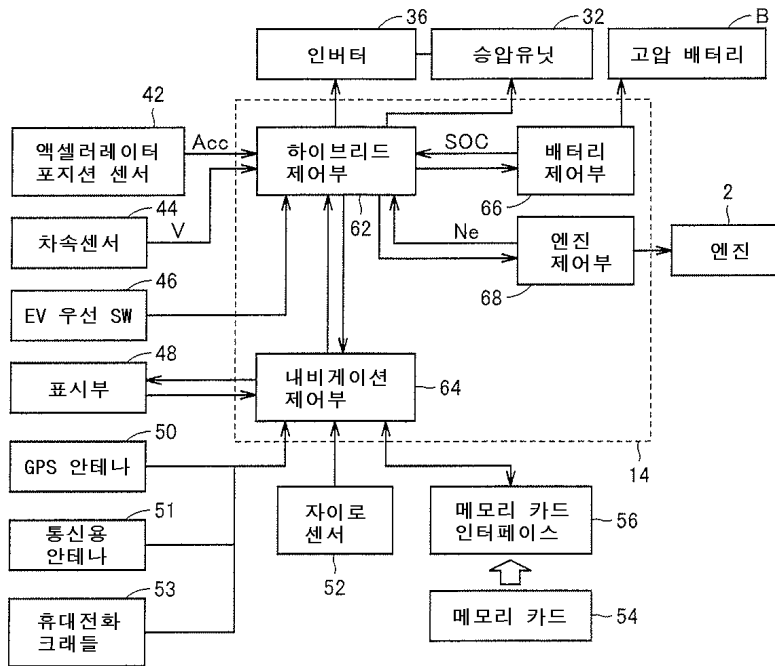 36
32
B
인버터
승압유닛
고압 배터리
42
액셀러레이터
포지션 센서
Acc
하이브리드
제어부
SOC
배터리
제어부
66
62
44
차속센서
V
Ne
엔진
제어부
68
2
엔진
46
EV 우선 SW
48
표시부
내비게이션
제어부
64
50
GPS 안테나
14
51
통신용
안테나
자이로
센서
52
메모리 카드
인터페이스
56
53
휴대전화
크래들
메모리 카드
54